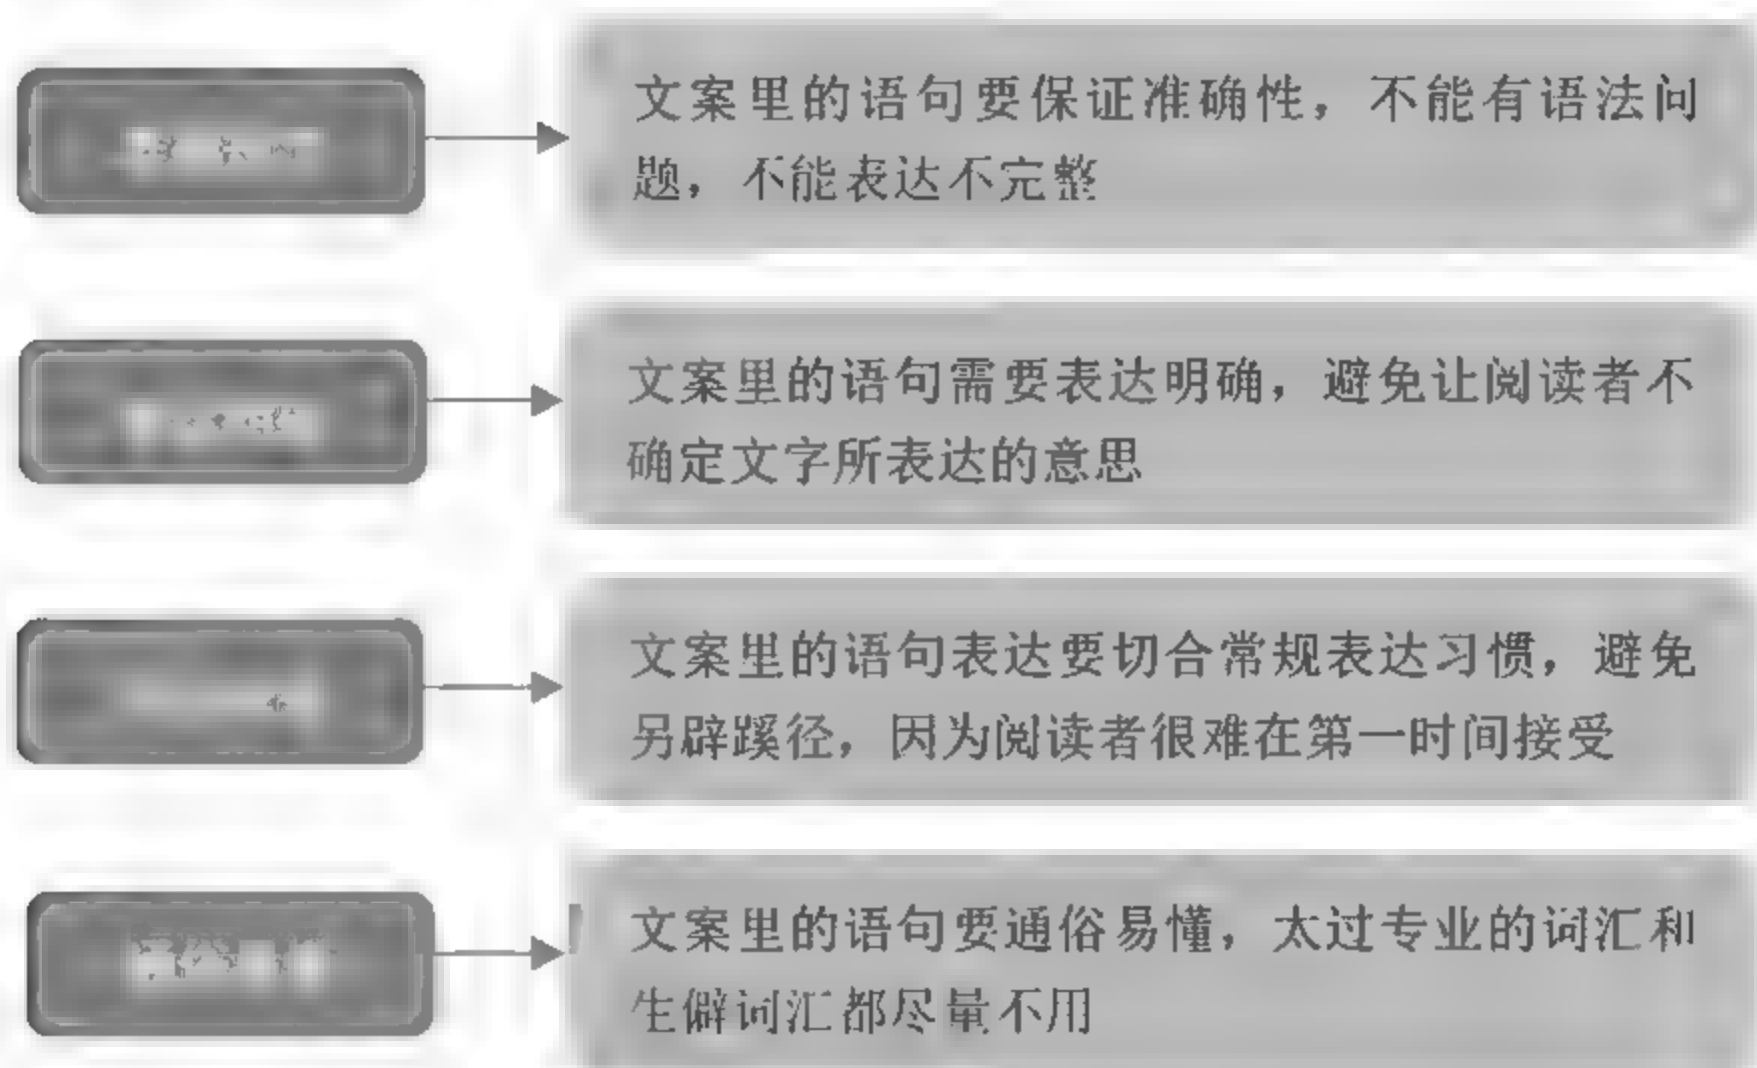 文案里的语句要保证准确性，不能有语法问
题，不能表达不完整
文案里的语句需要表达明确，避免让阅读者不
确定文字所表达的意思
文案里的语句表达要切合常规表达习惯，避免
另辟蹊径，因为阅读者很难在第一时间接受
文案里的语句要通俗易懂，太过专业的词汇和
生僻词汇都尽量不用